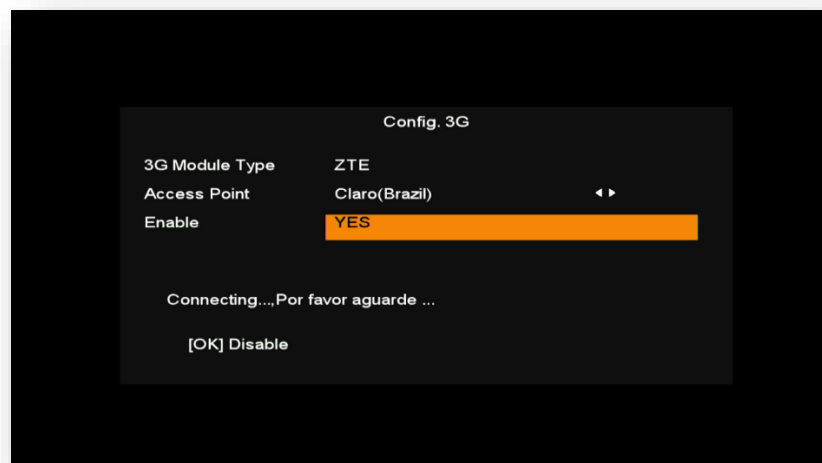 Config. 3G
3G Module Type ZTE
Access Point Claro(Brazil)
Enable YES
Connecting...,Por favor aguarde ...
[OK] Disable